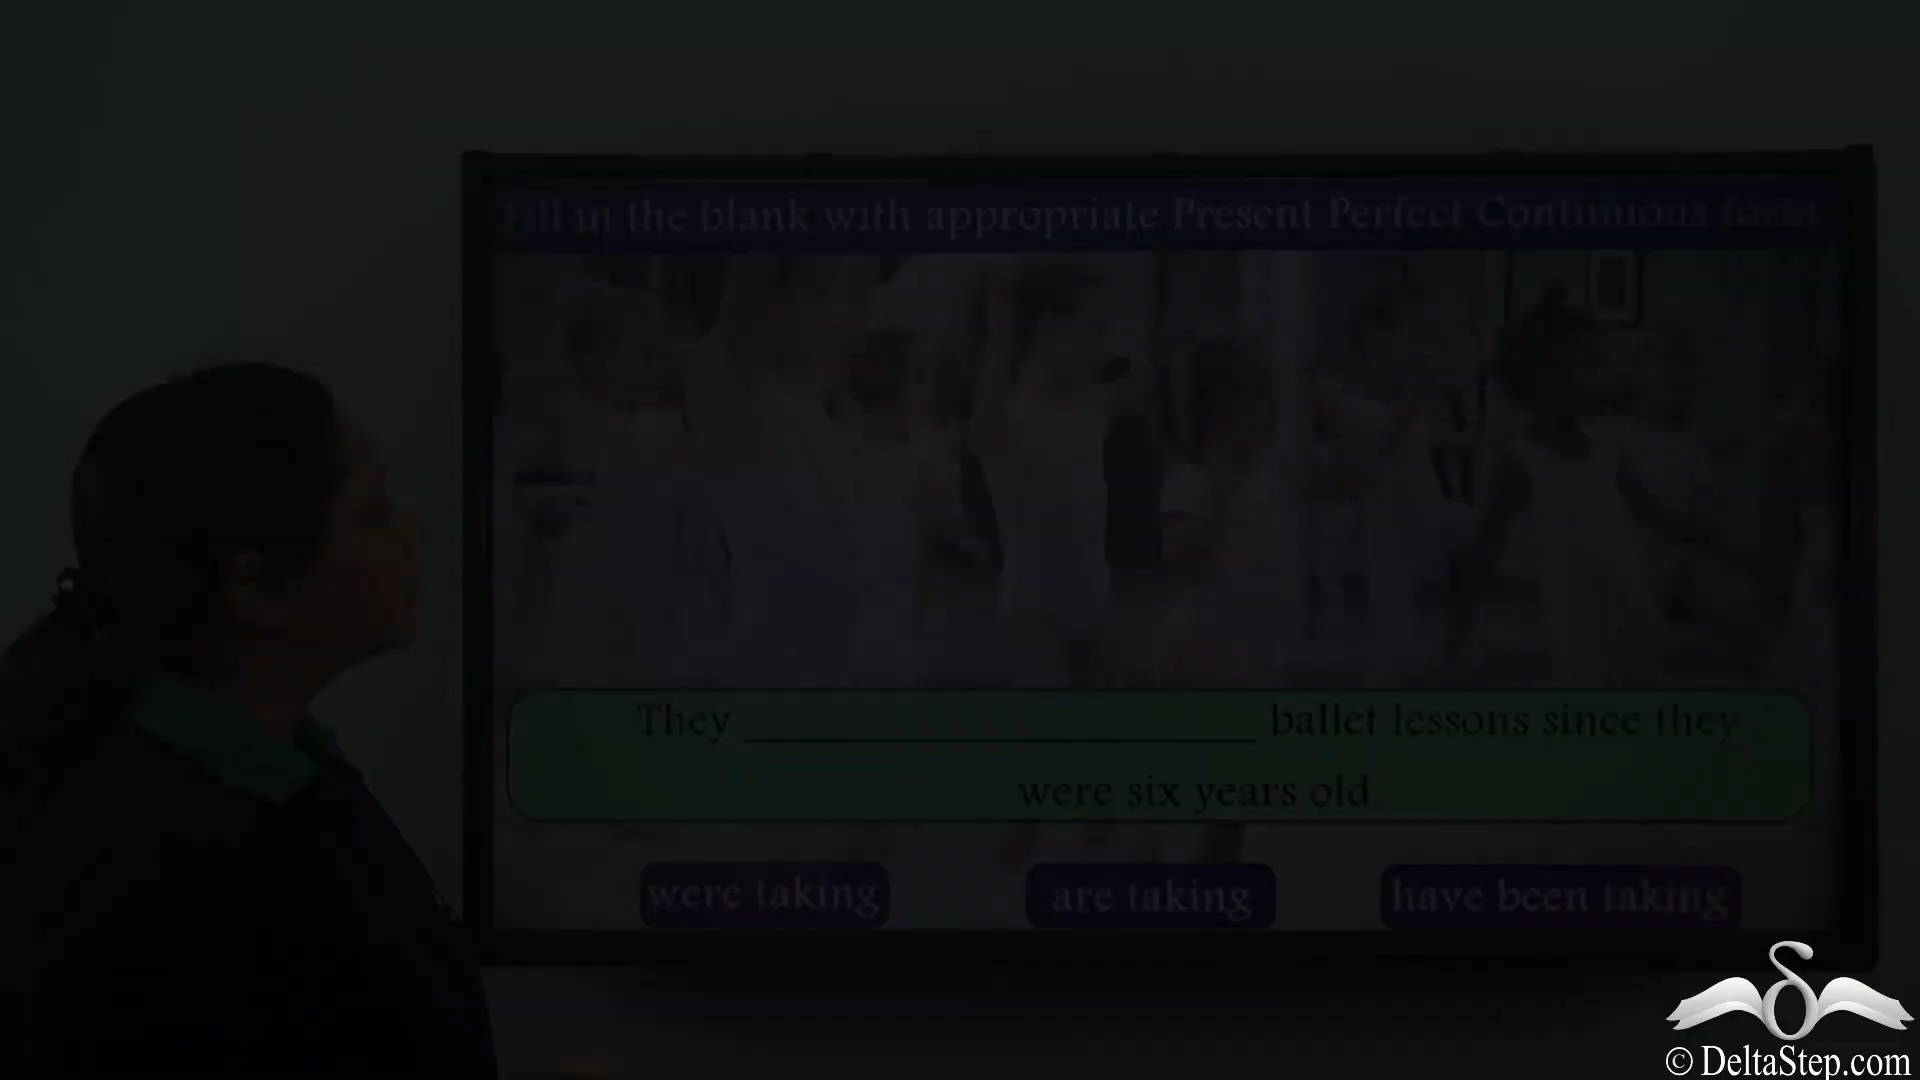 Fill in the blank with appropriate Present Perfect Continuous form
They ____________________ ballet lessons since they
were six years old.
were taking
are taking
have been taking
© DeltaStep.com